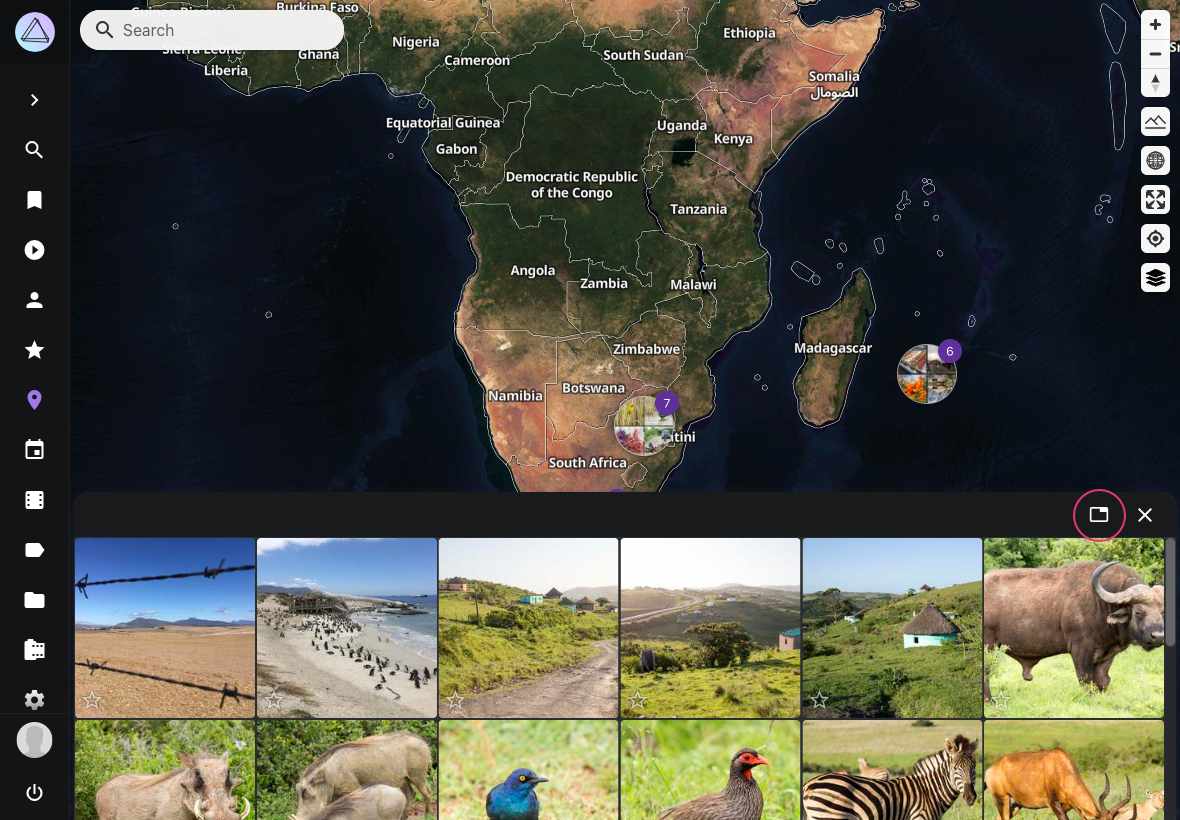 Burkina Faso
Search
Sierra Leone
Ghana
Liberia
Nigeria
Cameroon
South Sudan
Ethiopia
Somalia
الصومال
Equatorial Guinea
Gabon
Uganda
Kenya
Democratic Republic
of the Congo
Tanzania
Angola
Zambia
Malawi
Zimbabwe
Madagascar
6
Botswana
Namibia
7
tini
South Africa